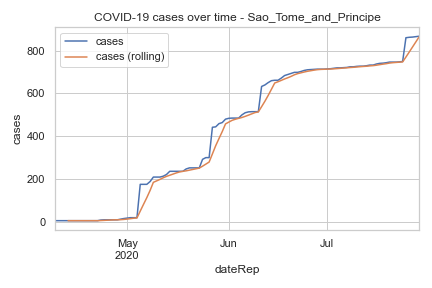 COVID-19 cases over time - Sao_Tome_and_Principe
cases
cases (rolling)
800
600
400
200
0
cases
May
2020
Jun
Jul
dateRep